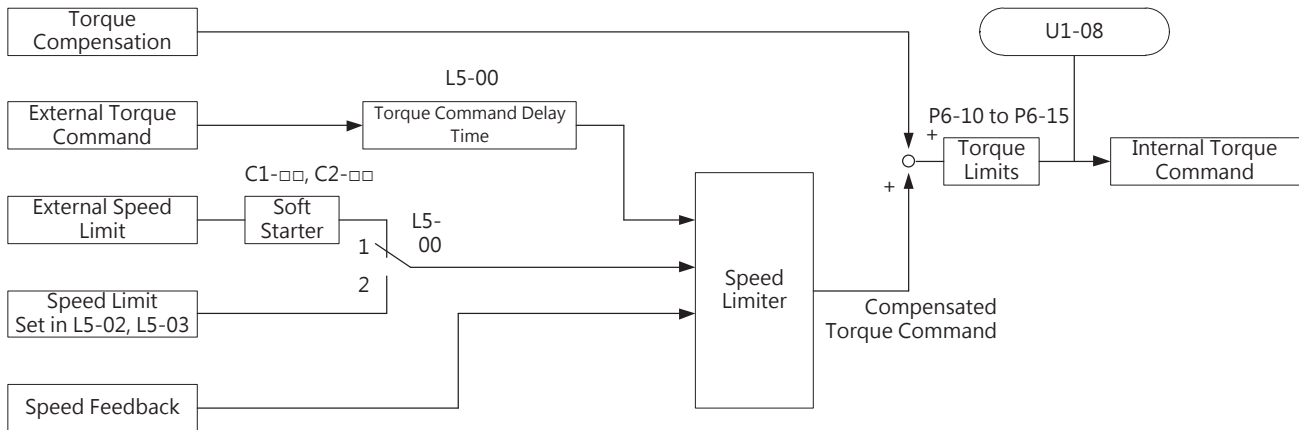 Torque
Compensation
U1-08
L5-00
External Torque
Command
Torque Command Delay
Time
P6-10 to P6-15
+
Torque
Limits
Internal Torque
Command
+
C1-□□, C2-□□
External Speed
Limit
Soft
Starter
L5-
00
1
2
Speed
Limiter
Speed Limit
Set in L5-02, L5-03
Compensated
Torque Command
Speed Feedback